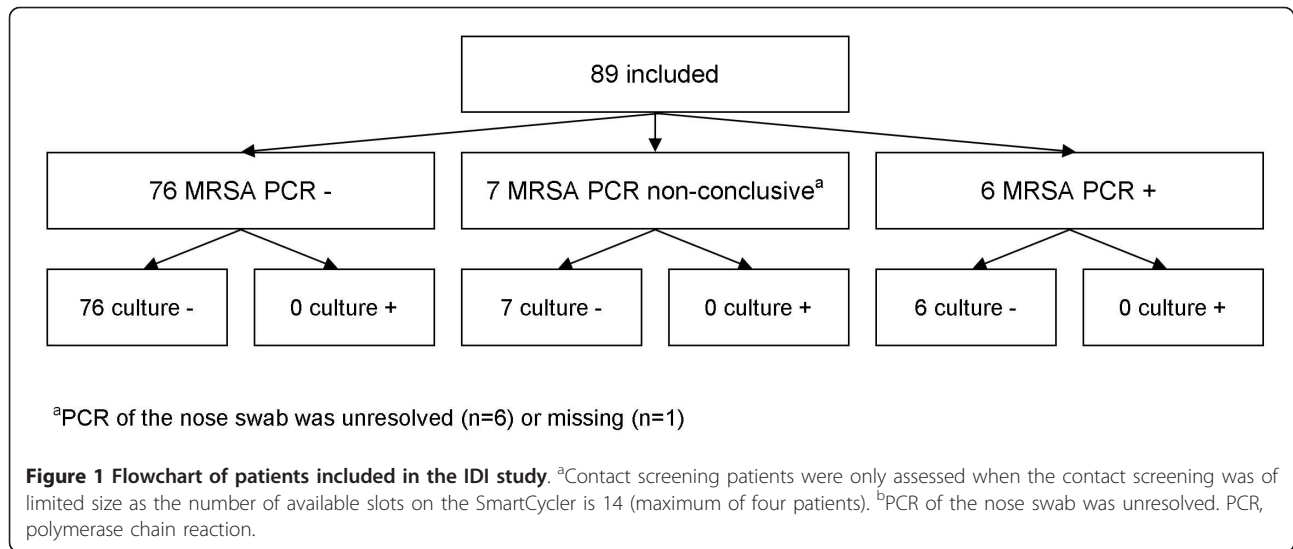 89 included
76 MRSA PCR -
7 MRSA PCR non-conclusiveᵃ
6 MRSA PCR +
76 culture -
0 culture +
7 culture -
0 culture +
6 culture -
0 culture +
ᵃPCR of the nose swab was unresolved (n=6) or missing (n=1)
Figure 1 Flowchart of patients included in the IDI study. ᵃContact screening patients were only assessed when the contact screening was of
limited size as the number of available slots on the SmartCycler is 14 (maximum of four patients). ᵇPCR of the nose swab was unresolved. PCR,
polymerase chain reaction.